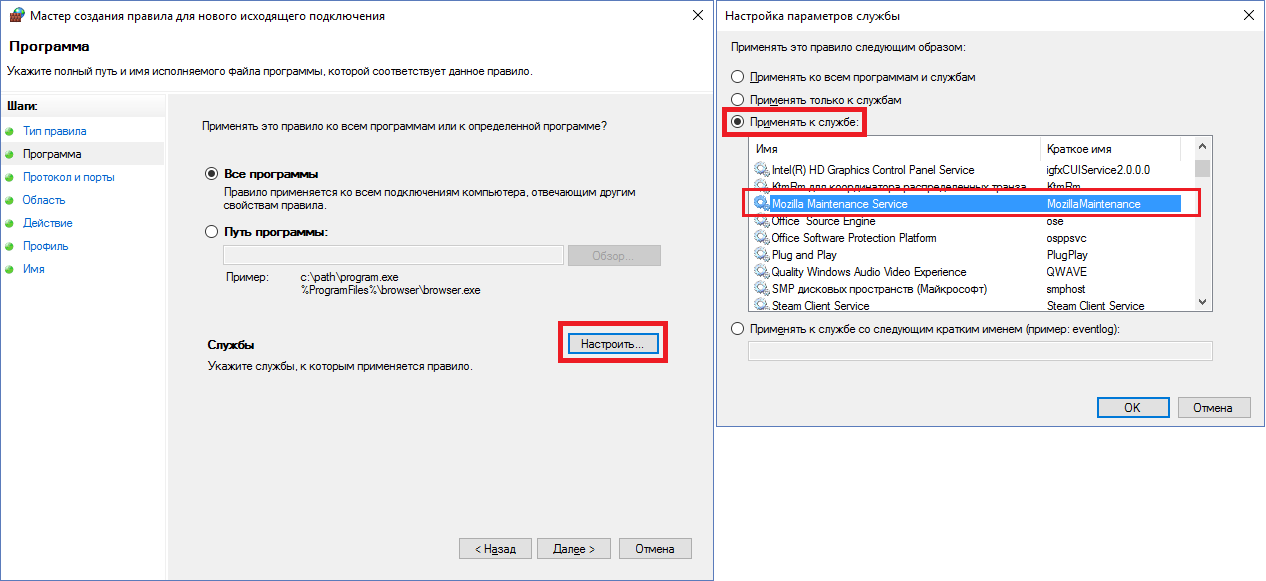 Мастер создания правила для нового исходящего подключения
Программа
Укажите полный путь и имя исполняемого файла программы, которой соответствует данное правило.
Шаги:
Тип правила
Программа
Протокол и порты
Область
Действие
Профиль
Имя
Применять это правило ко всем программам или к определенной программе?
Все программы
Правило применяется ко всем подключениям компьютера, отвечающим другим
свойствам правила.
Путь программы:
Обзор...
Пример:
c:\path\program.exe
%ProgramFiles%\browser\browser.exe
Службы
Настроить...
Укажите службы, к которым применяется правило.
< Назад
Далее >
Отмена
Настройка параметров службы
Применять это правило следующим образом:
Применять ко всем программам и службам
Применять только к службам
Применять к службе:
Имя Краткое имя
Intel(R) HD Graphics Control Panel Service igfxCUIService2.0.0.0
KtmRm для координатора распределенных транза... KtmRm
Mozilla Maintenance Service MozillaMaintenance
Office Source Engine ose
Office Software Protection Platform osppsvc
Plug and Play PlugPlay
Quality Windows Audio Video Experience QWAVE
SMP дисковых пространств (Майкрософт) smphost
Steam Client Service Steam Client Service
Применять к службе со следующим кратким именем (пример: eventlog):
OK
Отмена